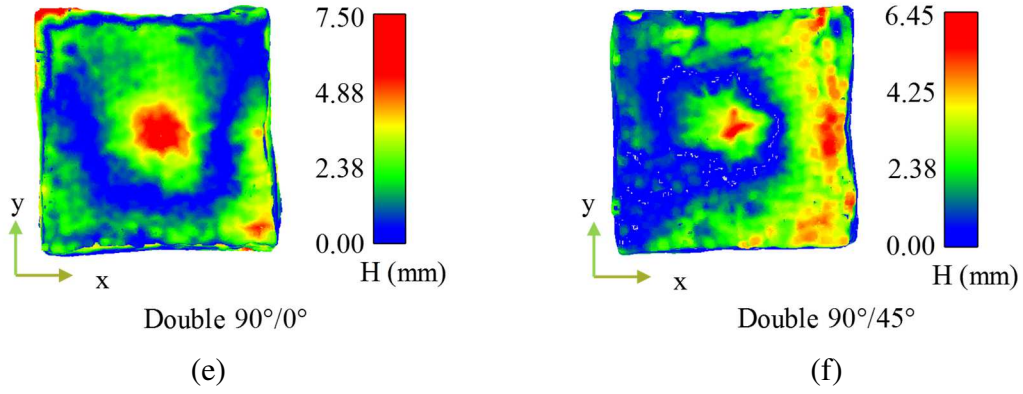 7.50
4.88
2.38
0.00
H (mm)
y
x
Double 90°/0°
(e)
6.45
4.25
2.38
0.00
H (mm)
y
x
Double 90°/45°
(f)